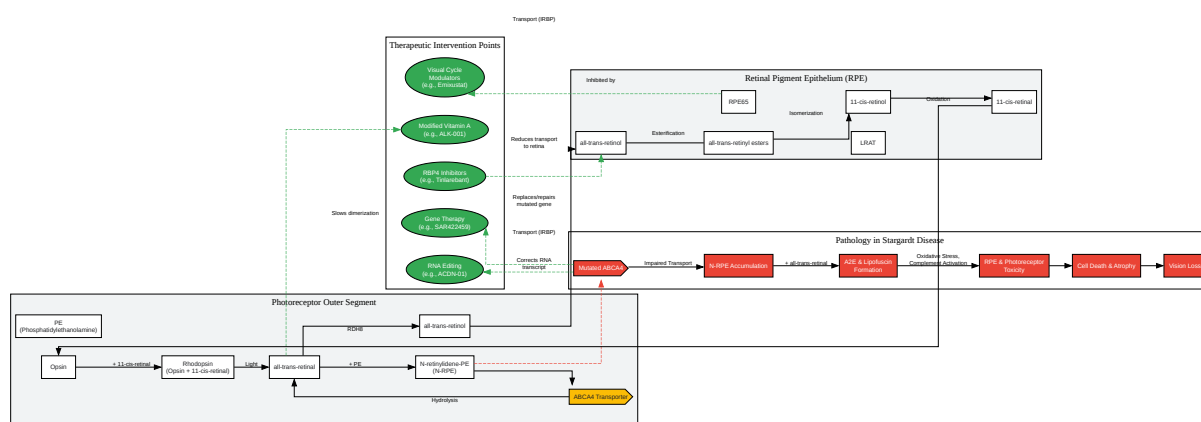 Transport (IRBP)
Therapeutic Intervention Points
Visual Cycle
Modulators
(e.g., Emixustat)
Modified Vitamin A
(e.g., ALK-001)
RBP4 Inhibitors
(e.g., Tinlarebant)
Gene Therapy
(e.g., SAR422459)
RNA Editing
(e.g., ACDN-01)
Retinal Pigment Epithelium (RPE)
Inhibited by
RPE65
11-cis-retinol
Oxidation
11-cis-retinal
Isomerization
Esterification
all-trans-retinol
all-trans-retinyl esters
LRAT
Reduces transport
to retina
Replaces/repairs
mutated gene
Slows dimerization
Transport (IRBP)
Corrects RNA
transcript
Pathology in Stargardt Disease
Mutated ABCA4
Impaired Transport
N-RPE Accumulation
+ all-trans-retinal
A2E & Lipofuscin
Formation
Oxidative Stress,
Complement Activation
RPE & Photoreceptor
Toxicity
Cell Death & Atrophy
Vision Loss
Photoreceptor Outer Segment
PE
(Phosphatidylethanolamine)
RDH8
all-trans-retinol
Opsin
+ 11-cis-retinal
Rhodopsin
(Opsin + 11-cis-retinal)
Light
all-trans-retinal
+ PE
N-retinylidene-PE
(N-RPE)
ABCA4 Transporter
Hydrolysis